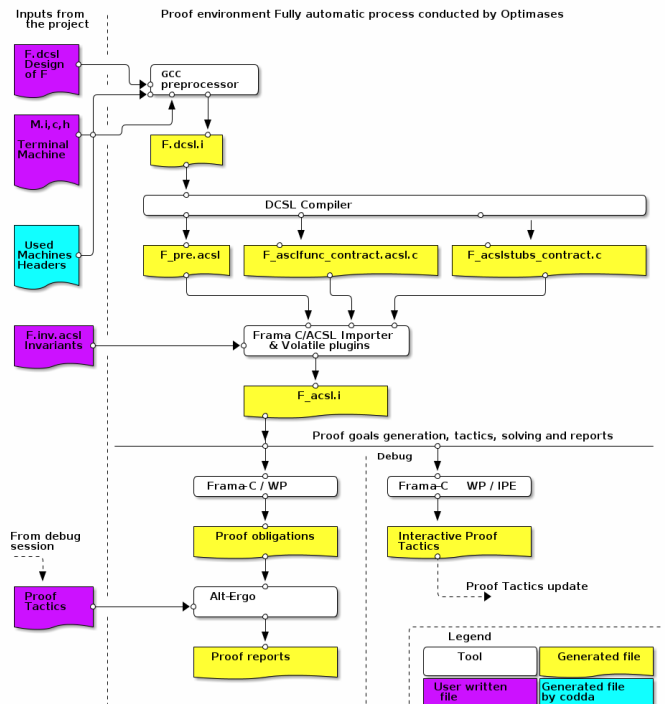 Inputs from
the project
Proof environment Fully automatic process conducted by Optimases
F.dcsl
Design
of F
GCC
preprocessor
M.i,c,h
Terminal
Machine
F.dcsl.i
DCSL Compiler
Used
Machines
Headers
F_pre.acsl
F_asclfunc_contract.acsl.c
F_acslstubs_contract.c
F.inv.acsl
Invariants
Frama C/ACSL Importer
& Volatile plugins
F_acsl.i
Proof goals generation, tactics, solving and reports
Debug
Frama-C / WP
Frama-C WP / IPE
From debug
session
Proof obligations
Interactive Proof
Tactics
Proof
Tactics
Alt-Ergo
Proof Tactics update
Proof reports
Legend
Tool
Generated file
User written
file
Generated file
by codda